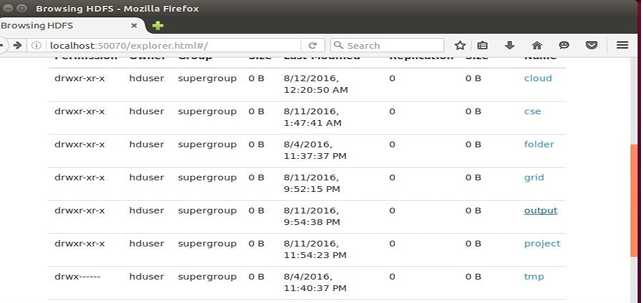 Browsing HDFS - Mozilla Firefox
Browsing HDFS
localhost:50070/explorer.html#/
Search
Permission Owner Group Size Last Modified Replication Size Name
drwxr-xr-x hduser supergroup 0 B 8/12/2016, 0 0 B cloud
12:20:50 AM
drwxr-xr-x hduser supergroup 0 B 8/11/2016, 0 0 B cse
1:47:41 AM
drwxr-xr-x hduser supergroup 0 B 8/4/2016, 0 0 B folder
11:37:37 PM
drwxr-xr-x hduser supergroup 0 B 8/11/2016, 0 0 B grid
9:52:15 PM
drwxr-xr-x hduser supergroup 0 B 8/11/2016, 0 0 B output
9:54:38 PM
drwxr-xr-x hduser supergroup 0 B 8/11/2016, 0 0 B project
11:54:23 PM
drwx------ hduser supergroup 0 B 8/4/2016, 0 0 B tmp
11:40:37 PM